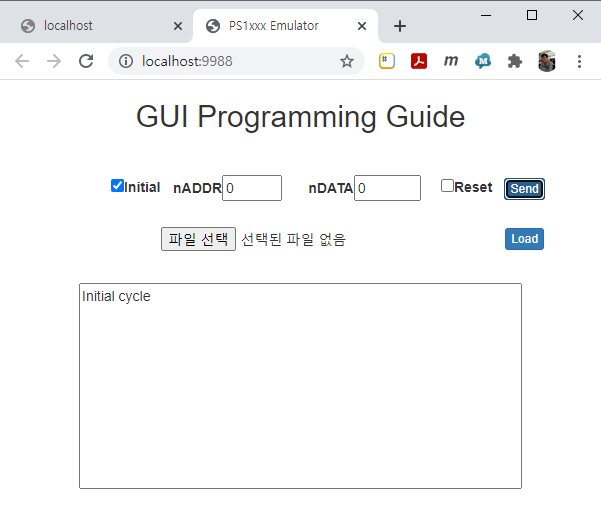 localhost
PS1xxx Emulator
localhost:9988
GUI Programming Guide
Initial nADDR 0 nDATA 0 Reset Send
파일 선택 선택된 파일 없음 Load
Initial cycle